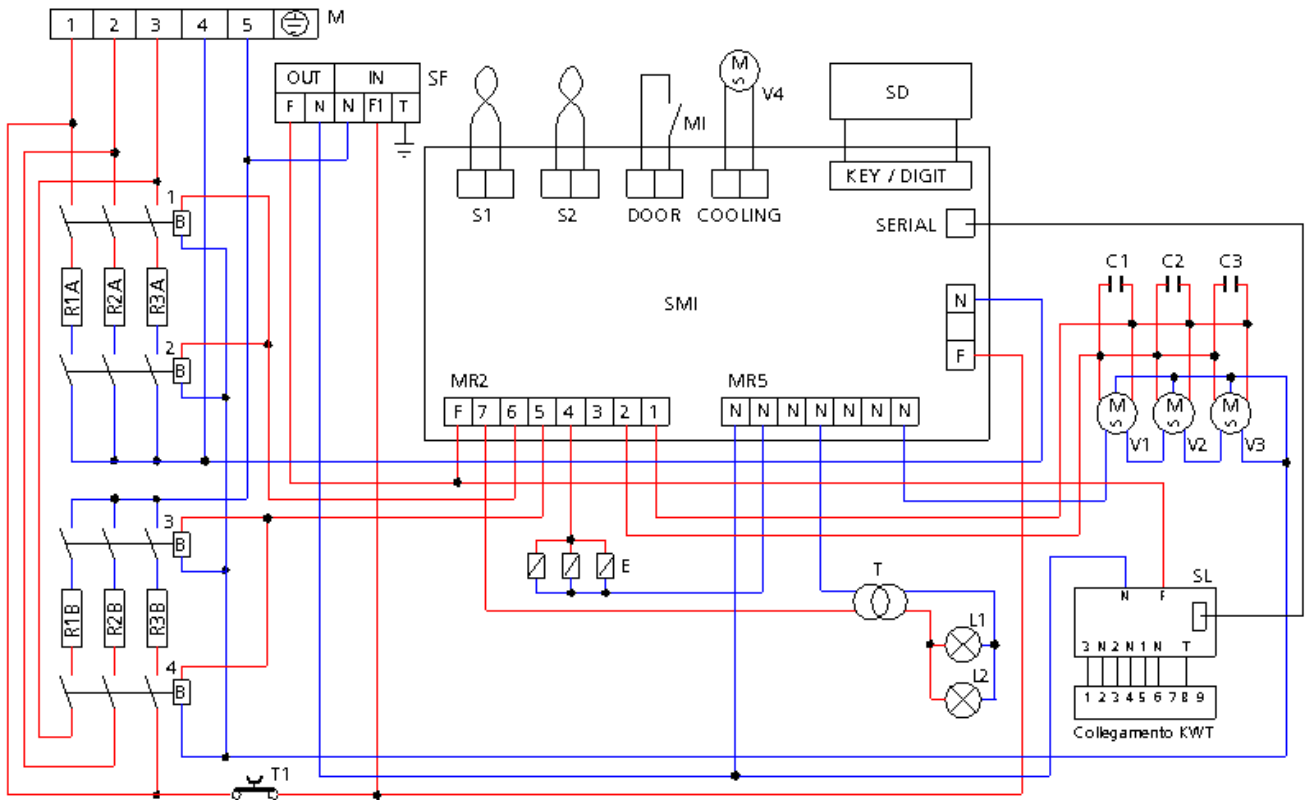 1 2 3 4 5 M
OUT IN SF
F N N F1 T
M S V4
MI
SD
KEY / DIGIT
S1 S2 DOOR COOLING
SERIAL
SMI
N
F
MR2 MR5
F 7 6 5 4 3 2 1
N N N N N N N
1 B
R1A R2A R3A
2 B
3 B
R1B R2B R3B
4 B
T1
E
T
L1
L2
C1 C2 C3
M S M S M S
V1 V2 V3
SL
N F
3 N 2 N 1 N T
1 2 3 4 5 6 7 8 9
Collegamento KWT